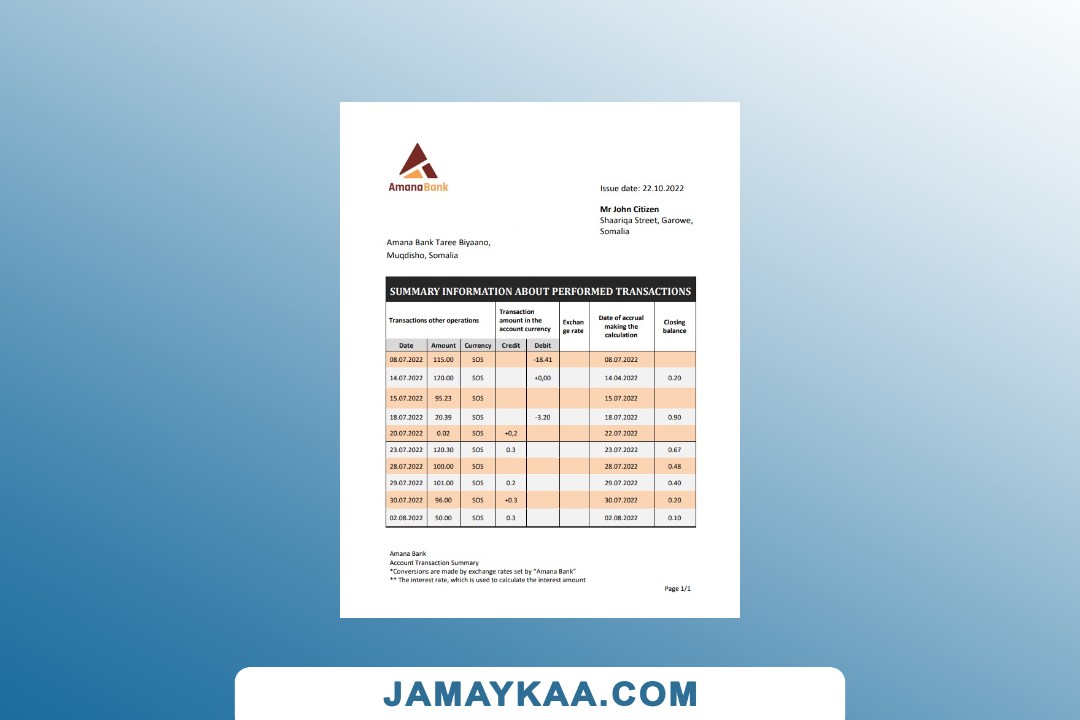 AmanaBank
Issue date: 22.10.2022
Mr John Citizen
Shaariqa Street, Garowe,
Somalia
Amana Bank Taree Biyaano,
Muqdisho, Somalia
SUMMARY INFORMATION ABOUT PERFORMED TRANSACTIONS
Transactions other operations
Transaction
amount in the
account currency
Exchan
ge rate
Date of accrual
making the
calculation
Closing
balance
Date Amount Currency Credit Debit
08.07.2022 115.00 SOS -18.41 08.07.2022
14.07.2022 120.00 SOS +0,00 14.04.2022 0.20
15.07.2022 95.23 SOS 15.07.2022
18.07.2022 20.39 SOS -3.20 18.07.2022 0.90
20.07.2022 0.02 SOS +0,2 22.07.2022
23.07.2022 120.30 SOS 0.3 23.07.2022 0.67
28.07.2022 100.00 SOS 28.07.2022 0.48
29.07.2022 101.00 SOS 0.2 29.07.2022 0.40
30.07.2022 96.00 SOS +0.3 30.07.2022 0.20
02.08.2022 50.00 SOS 0.3 02.08.2022 0.10
Amana Bank
Account Transaction Summary
*Conversions are made by exchange rates set by "Amana Bank"
** The interest rate, which is used to calculate the interest amount
Page 1/1
JAMAYKAA.COM